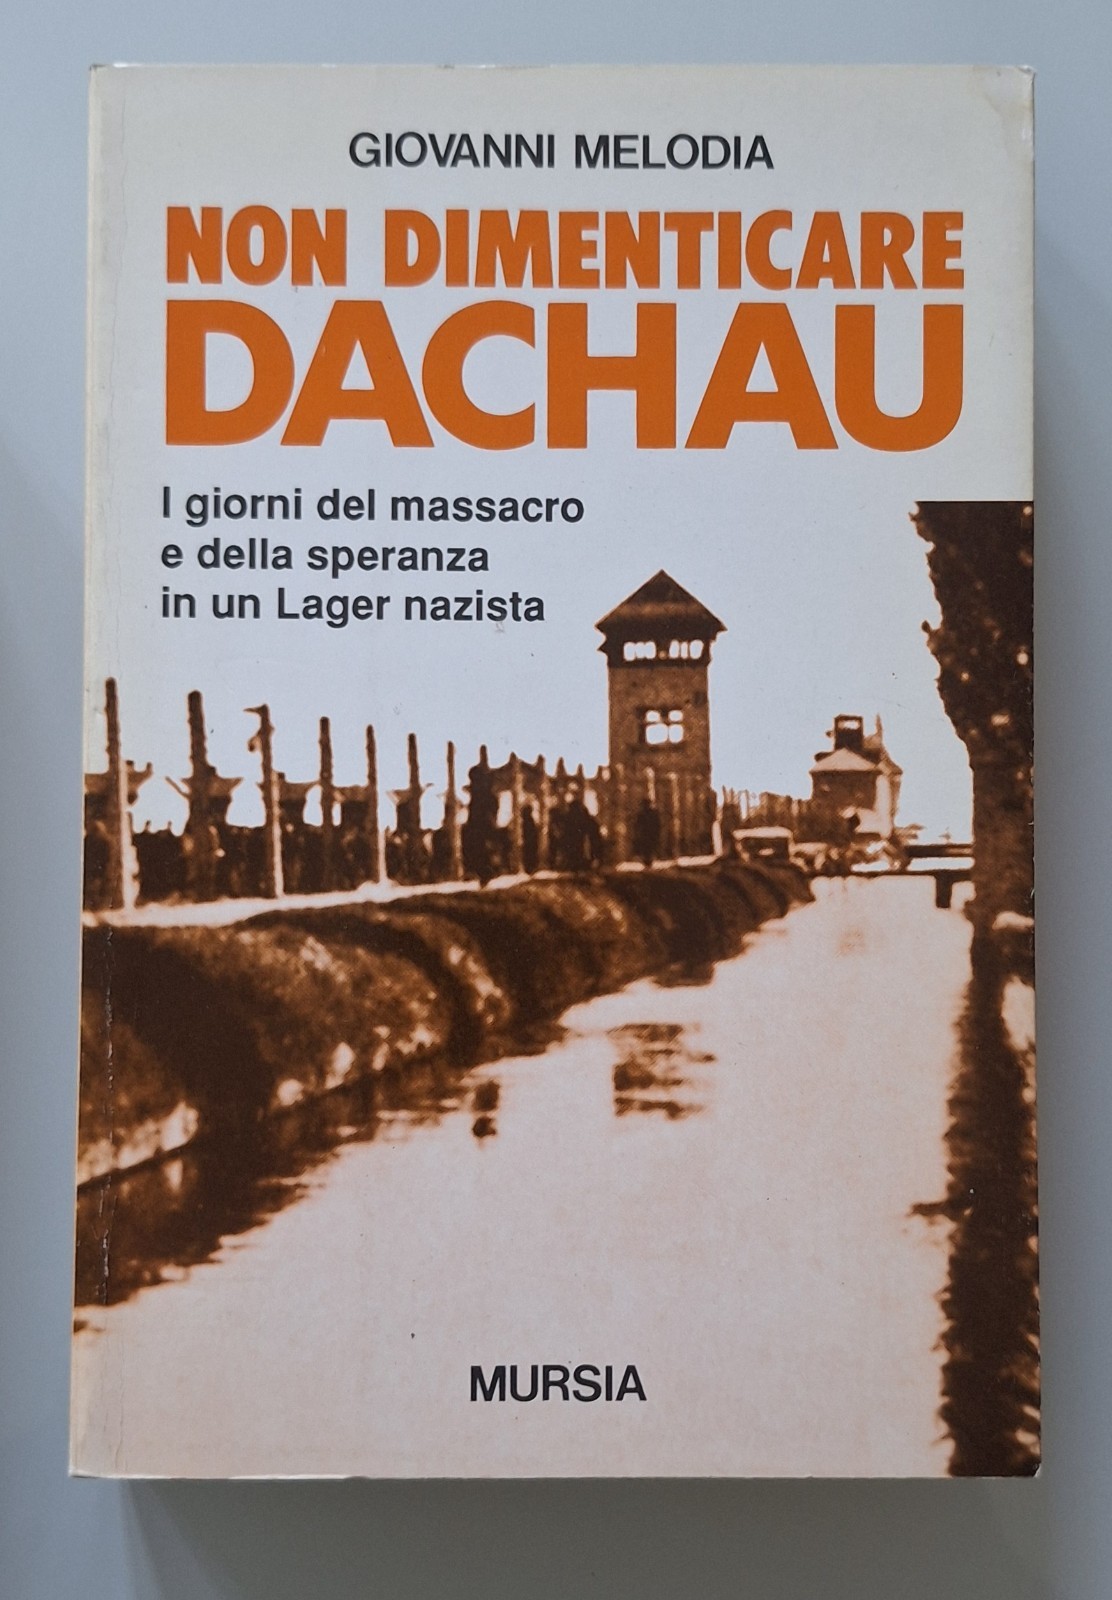 GIOVANNI MELODIA
NON DIMENTICARE
DACHAU
I giorni del massacro
e della speranza
in un Lager nazista
MURSIA